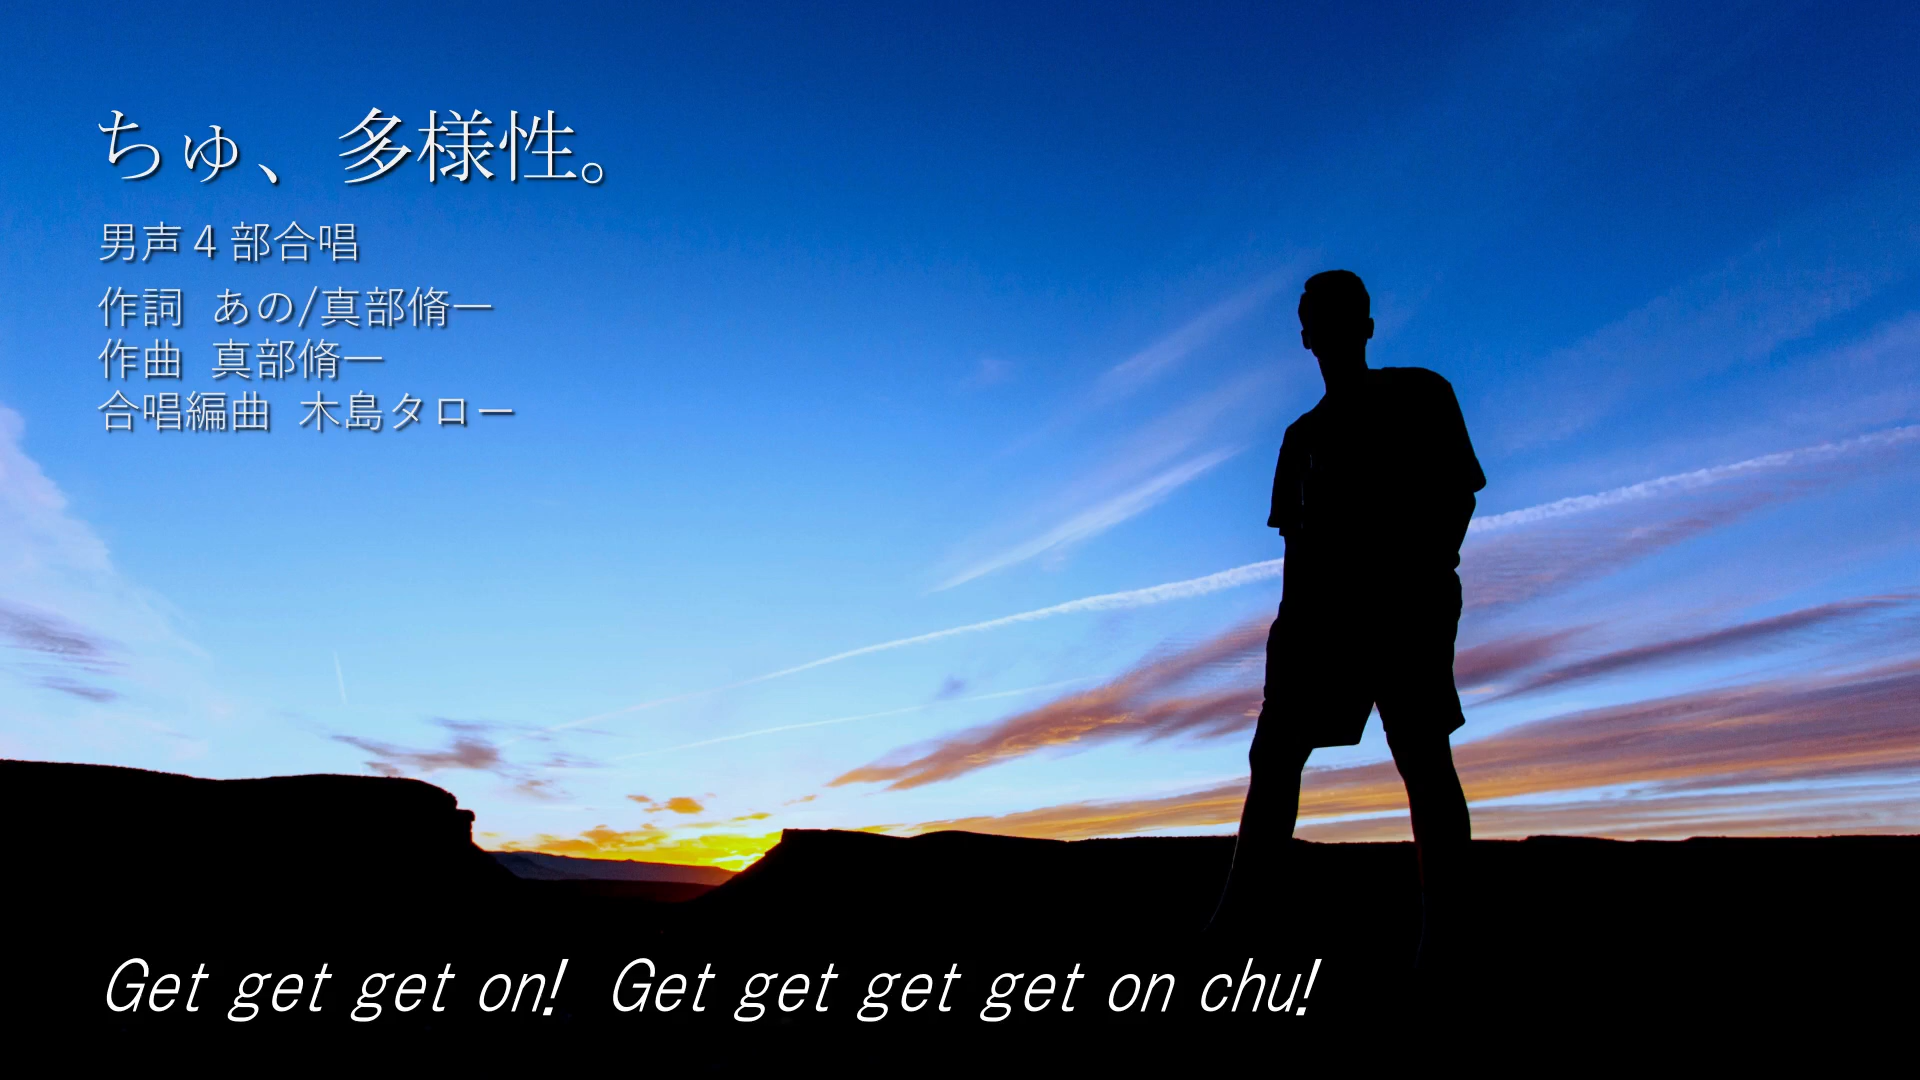 ちゅ、多様性。
男声4部合唱
作詞 あの/真部脩一
作曲 真部脩一
合唱編曲 木島タロー
Get get get on! Get get get get on chu!